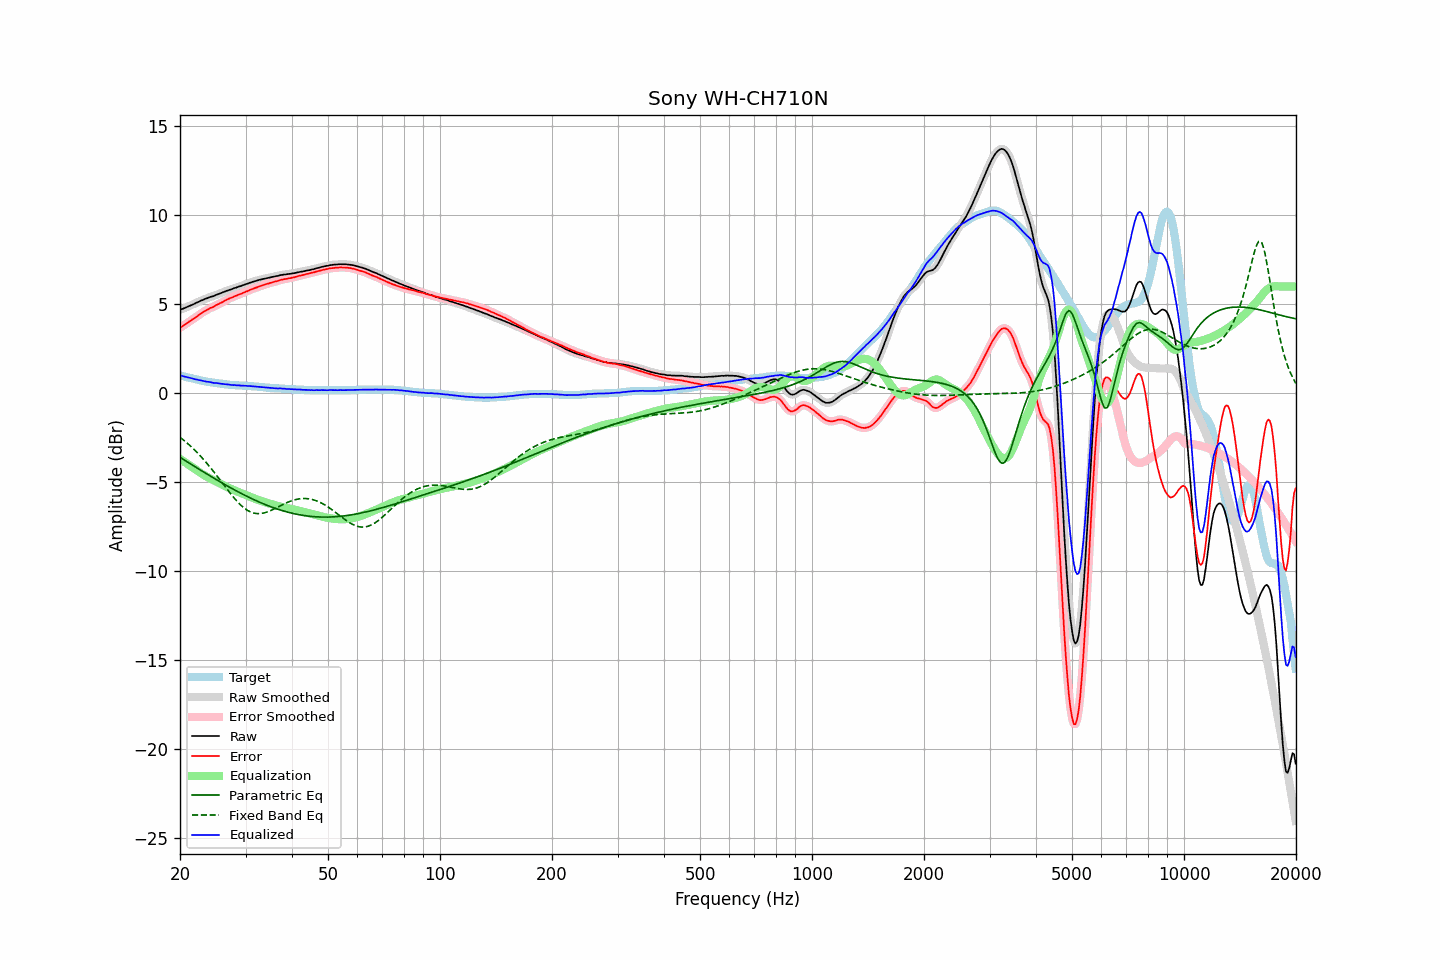 Sony WH-CH710N
15
10
5
0
−5
−10
−15
−20
−25
Amplitude (dBr)
Target
Raw Smoothed
Error Smoothed
Raw
Error
Equalization
Parametric Eq
Fixed Band Eq
Equalized
20 50 100 200 500 1000 2000 5000 10000 20000
Frequency (Hz)